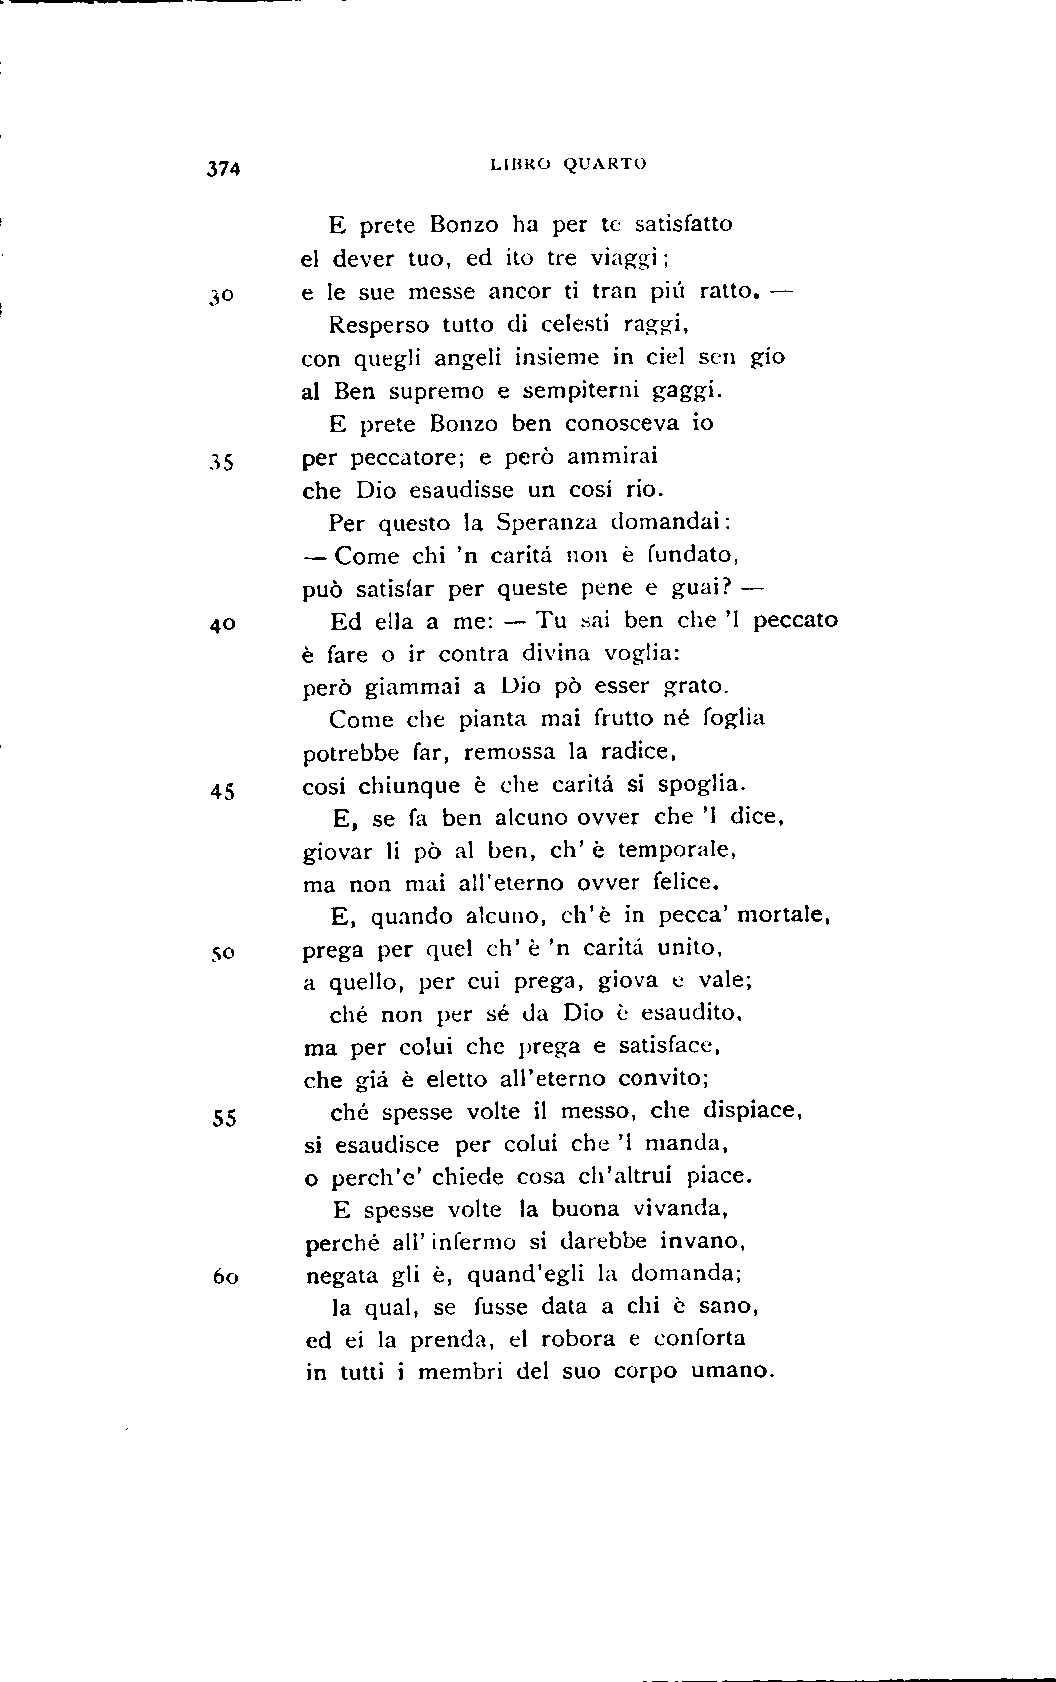 374 LIBRO QUARTO
E prete Bonzo ha per te satisfatto
el dever tuo, ed ito tre viaggi;
30 e le sue messe ancor ti tran piú ratto. —
Resperso tutto di celesti raggi,
con quegli angeli insieme in ciel sen gío
al Ben supremo e sempiterni gaggi.
E prete Bonzo ben conosceva io
35 per peccatore; e però ammirai
che Dio esaudisse un cosí rio.
Per questo la Speranza domandai:
— Come chi 'n caritá non è fundato,
può satisfar per queste pene e guai? —
40 Ed ella a me: — Tu sai ben che 'l peccato
è fare o ir contra divina voglia:
però giammai a Dio pò esser grato.
Come che pianta mai frutto né foglia
potrebbe far, remossa la radice,
45 cosí chiunque è che caritá si spoglia.
E, se fa ben alcuno ovver che 'l dice,
giovar li pò al ben, ch' è temporale,
ma non mai all'eterno ovver felice.
E, quando alcuno, ch'è in pecca' mortale,
50 prega per quel ch' è 'n caritá unito,
a quello, per cui prega, giova e vale;
ché non per sé da Dio è esaudito,
ma per colui che prega e satisface,
che giá è eletto all'eterno convito;
55 ché spesse volte il messo, che dispiace,
si esaudisce per colui che 'l manda,
o perch'e' chiede cosa ch'altrui piace.
E spesse volte la buona vivanda,
perché all' infermo si darebbe invano,
60 negata gli è, quand'egli la domanda;
la qual, se fusse data a chi è sano,
ed ei la prenda, el robora e conforta
in tutti i membri del suo corpo umano.